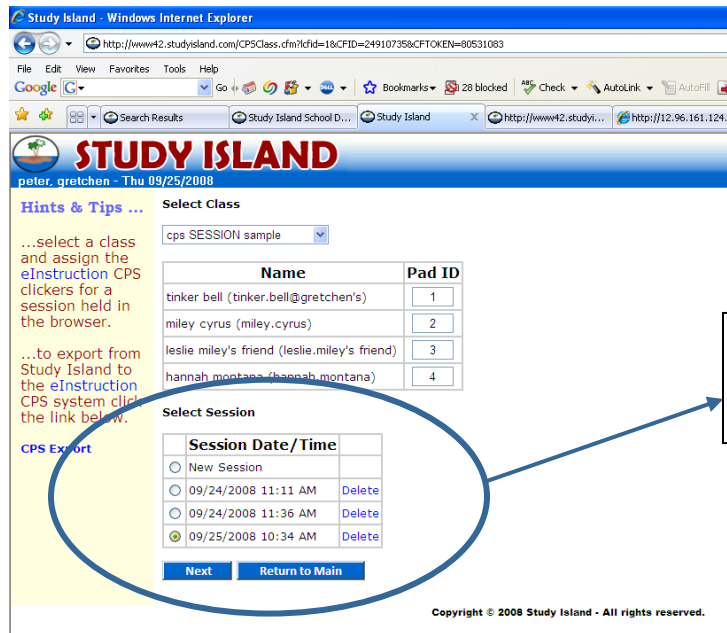 Study Island - Windows Internet Explorer
http://www42.studyisland.com/CPSClass.cfm?lcfid=1&CFID=24910735&CFTOKEN=80531083
File Edit View Favorites Tools Help
Google G Go Bookmarks 28 blocked ABC Check AutoLink AutoFill
Search Results Study Island School D... Study Island X http://www42.studyi... http://12.96.161.124.
STUDY ISLAND
peter, gretchen - Thu 09/25/2008
Hints & Tips ...
...select a class
and assign the
eInstruction CPS
clickers for a
session held in
the browser.
...to export from
Study Island to
the eInstruction
CPS system click
the link below.
CPS Export
Select Class
cps SESSION sample
Name Pad ID
tinker bell (tinker.bell@gretchen's) 1
miley cyrus (miley.cyrus) 2
leslie miley's friend (leslie.miley's friend) 3
hannah montana (hannah.montana) 4
Select Session
Session Date/Time
New Session
09/24/2008 11:11 AM Delete
09/24/2008 11:36 AM Delete
09/25/2008 10:34 AM Delete
Next Return to Main
Copyright © 2008 Study Island - All rights reserved.